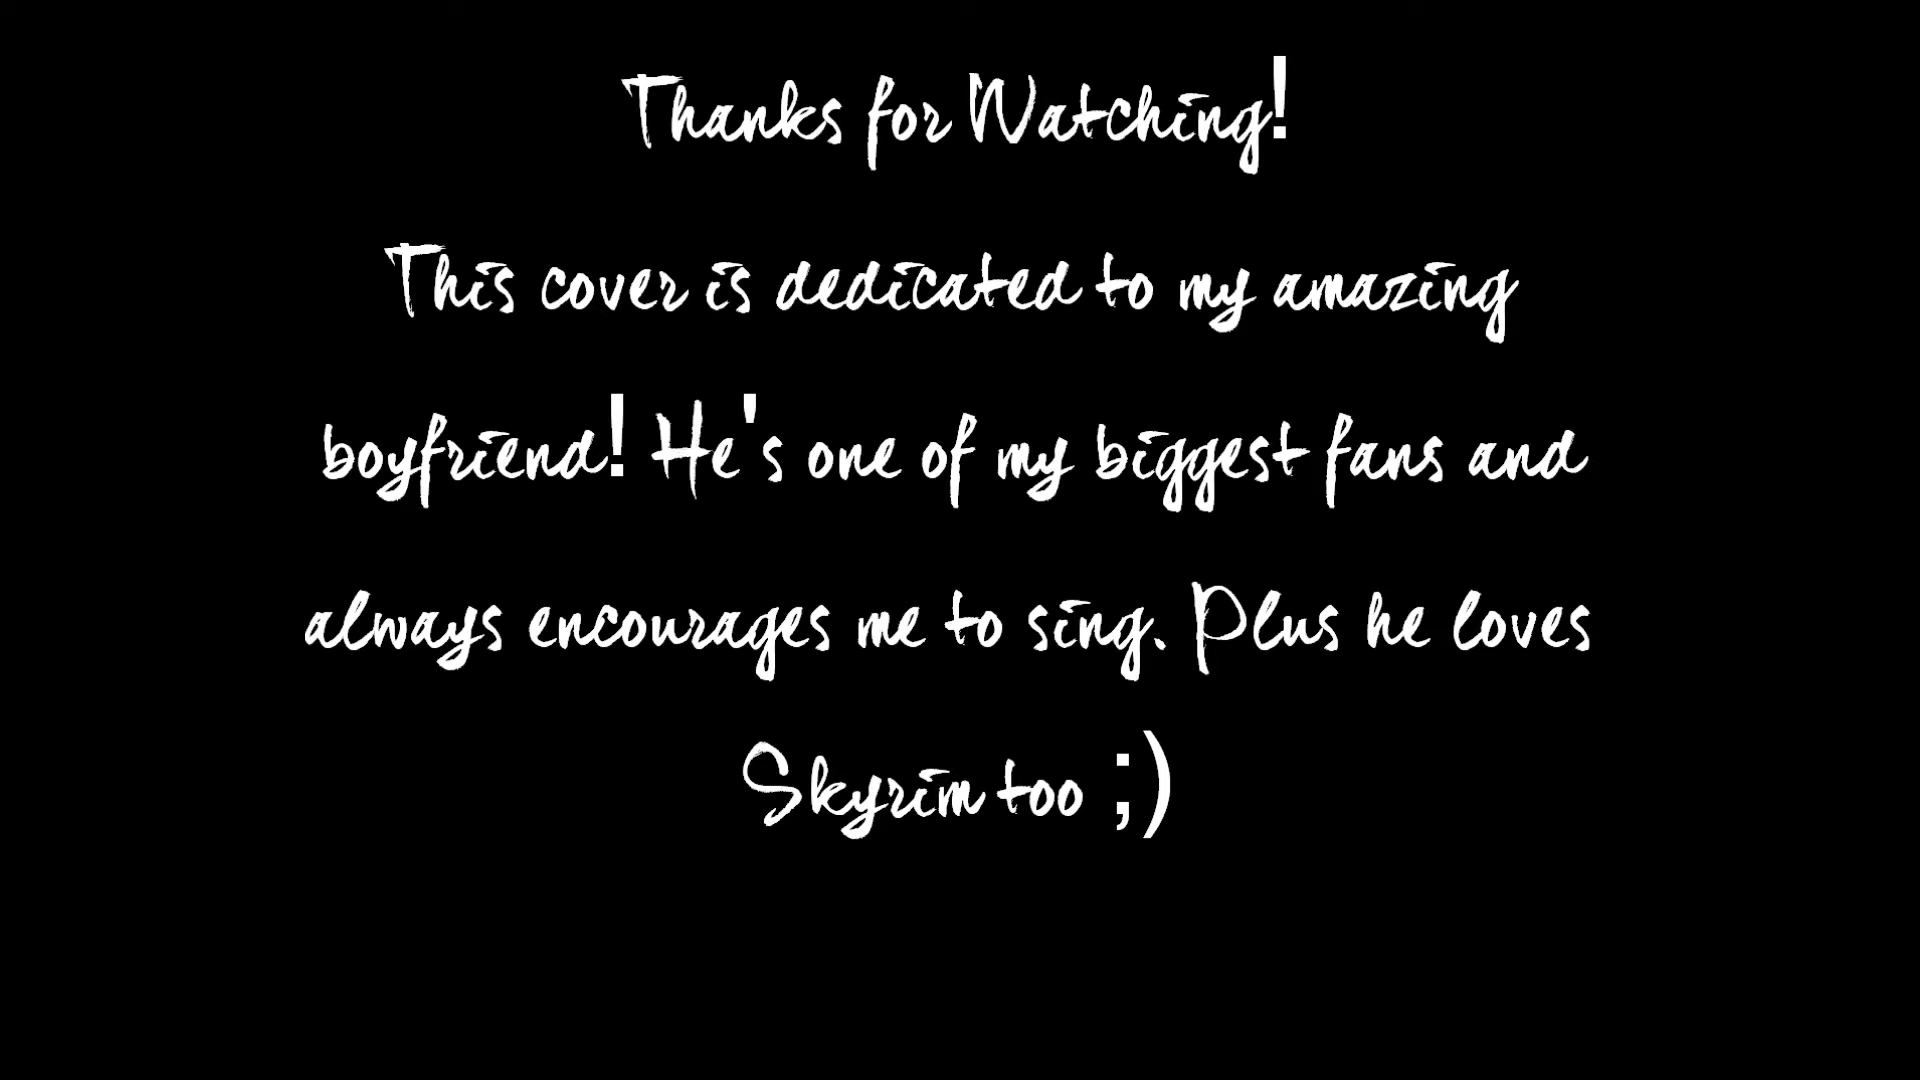 Thanks for Watching!
This cover is dedicated to my amazing
boyfriend! He's one of my biggest fans and
always encourages me to sing. Plus he loves
Skyrim too ;)